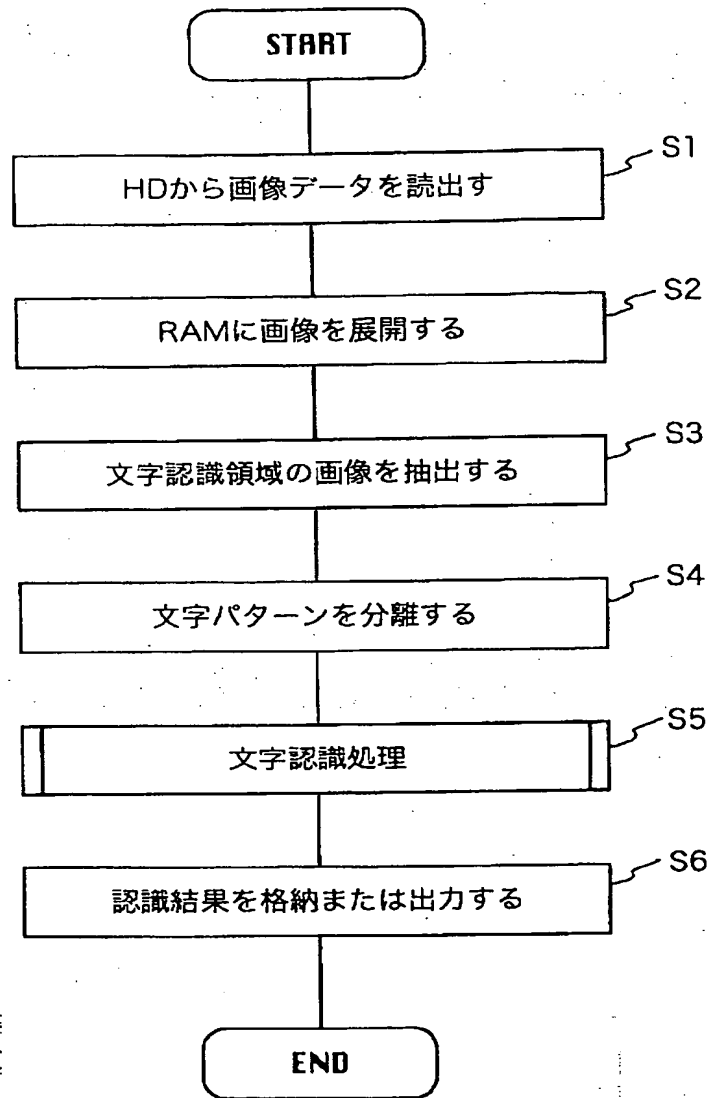 START
S1
HDから画像データを読出す
S2
RAMに画像を展開する
S3
文字認識領域の画像を抽出する
S4
文字パターンを分離する
S5
文字認識処理
S6
認識結果を格納または出力する
END